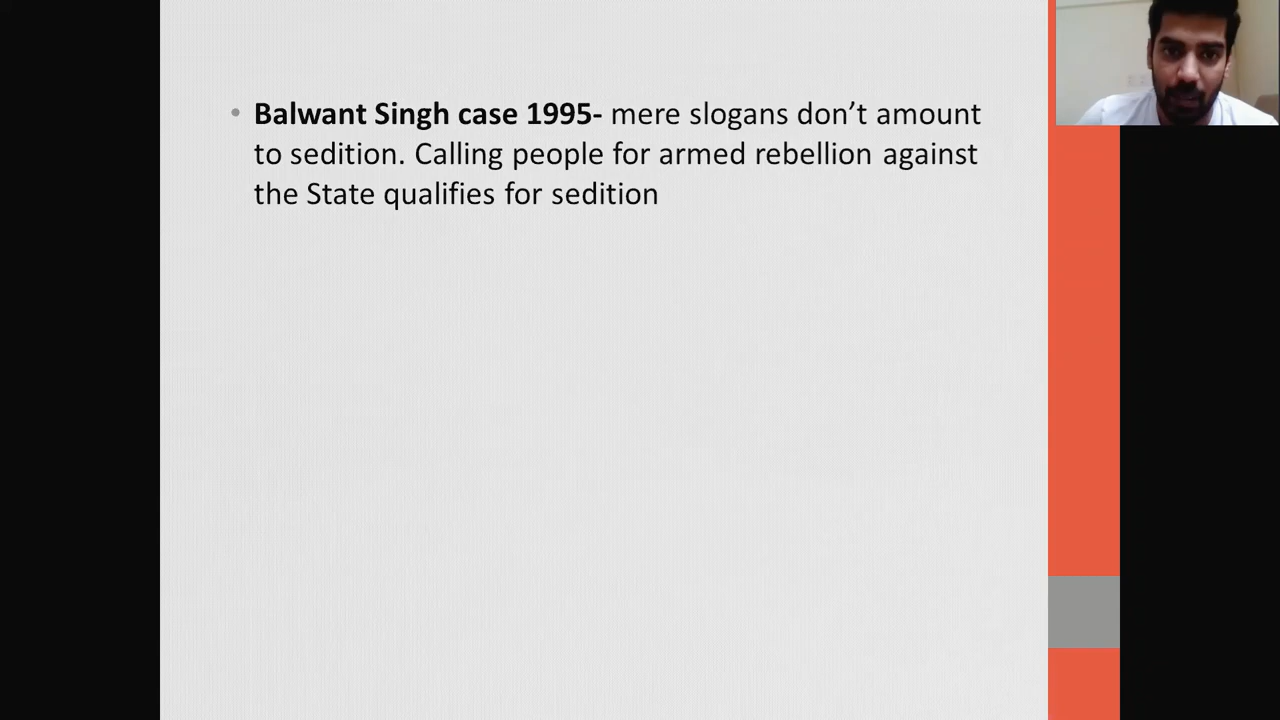 • Balwant Singh case 1995- mere slogans don’t amount
to sedition. Calling people for armed rebellion against
the State qualifies for sedition